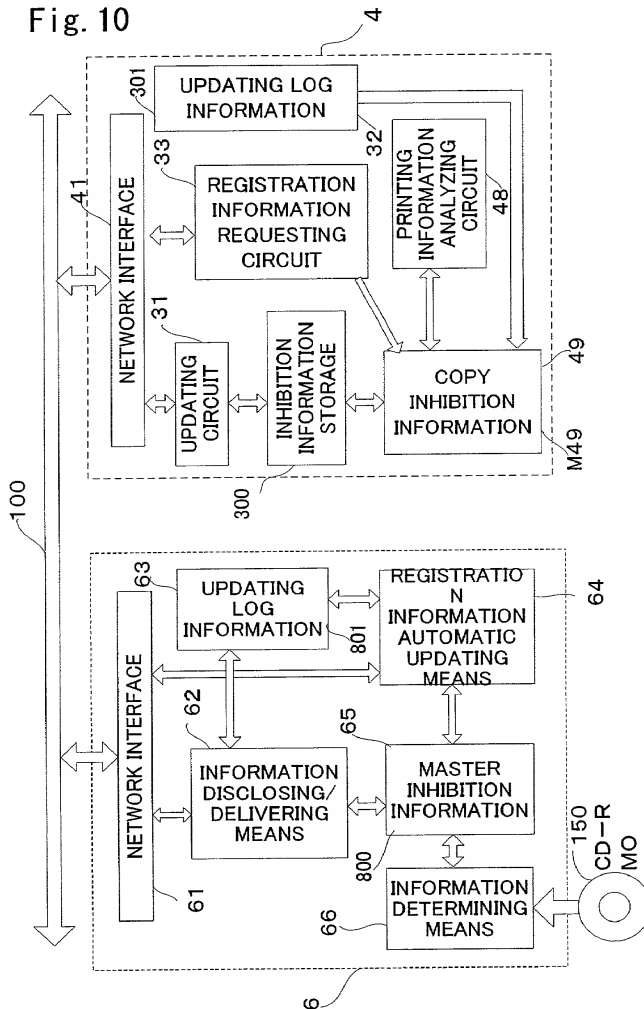 Fig. 10
100
6
61
NETWORK INTERFACE
62
INFORMATION
DISCLOSING/
DELIVERING MEANS
63
UPDATING
LOG
INFORMATION
801
REGISTRATIO
N
INFORMATION
AUTOMATIC
UPDATING
MEANS
64
65
MASTER
INHIBITION
INFORMATION
800
66
INFORMATION
DETERMINING
MEANS
150
CD-R
MO
4
41
NETWORK INTERFACE
31
UPDATING
CIRCUIT
33
REGISTRATION
INFORMATION
REQUESTING
CIRCUIT
301
UPDATING LOG
INFORMATION
32
300
INHIBITION
INFORMATION
STORAGE
PRINTING
INFORMATION
ANALYZING
CIRCUIT
48
COPY
INHIBITION
INFORMATION
49
M49